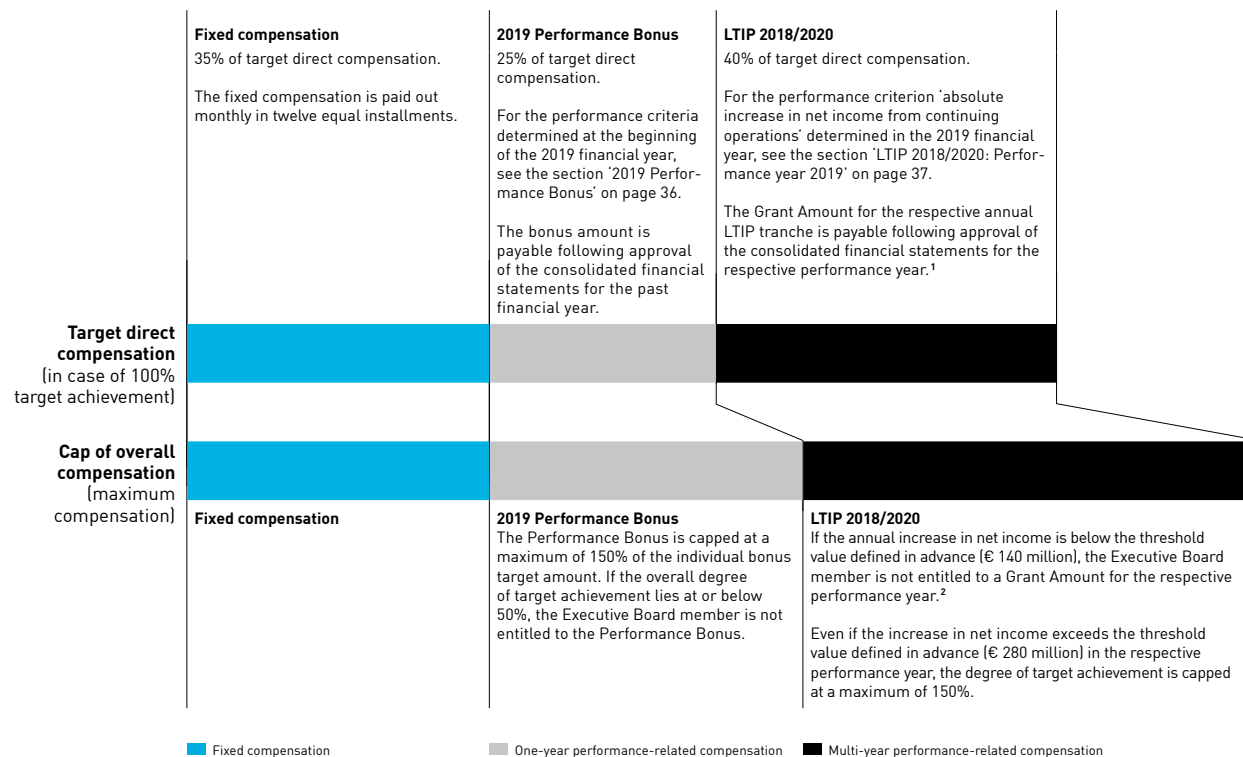 Fixed compensation
35% of target direct compensation.
The fixed compensation is paid out
monthly in twelve equal installments.
2019 Performance Bonus
25% of target direct
compensation.
For the performance criteria
determined at the beginning
of the 2019 financial year,
see the section ‘2019 Perfor-
mance Bonus’ on page 36.
The bonus amount is
payable following approval
of the consolidated financial
statements for the past
financial year.
LTIP 2018/2020
40% of target direct compensation.
For the performance criterion ‘absolute
increase in net income from continuing
operations’ determined in the 2019 financial
year, see the section ‘LTIP 2018/2020: Perfor-
mance year 2019‘ on page 37.
The Grant Amount for the respective annual
LTIP tranche is payable following approval of
the consolidated financial statements for the
respective performance year.¹
Target direct
compensation
(in case of 100%
target achievement)
Cap of overall
compensation
(maximum
compensation)
Fixed compensation
2019 Performance Bonus
The Performance Bonus is capped at a
maximum of 150% of the individual bonus
target amount. If the overall degree
of target achievement lies at or below
50%, the Executive Board member is not
entitled to the Performance Bonus.
LTIP 2018/2020
If the annual increase in net income is below the threshold
value defined in advance (€ 140 million), the Executive Board
member is not entitled to a Grant Amount for the respective
performance year.²
Even if the increase in net income exceeds the threshold
value defined in advance (€ 280 million) in the respective
performance year, the degree of target achievement is capped
at a maximum of 150%.
Fixed compensation
One-year performance-related compensation
Multi-year performance-related compensation